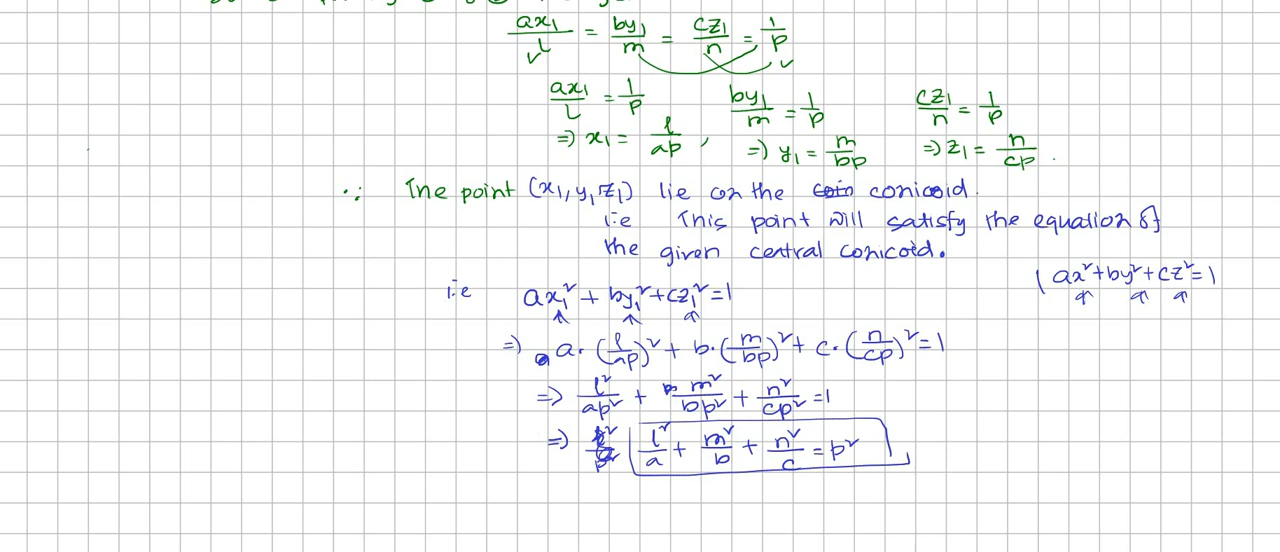 ax₁/l = by₁/m = cz₁/n = 1/p
ax₁/l = 1/p by₁/m = 1/p cz₁/n = 1/p
=> x₁ = l/ap , => y₁ = m/bp => z₁ = n/cp .
∵ The point (x₁, y₁, z₁) lie on the conicoid.
i.e This point will satisfy the equation of
the given central conicoid.
(ax²+by²+cz²=1
i.e ax₁²+by₁²+cz₁²=1
=> a·(l/ap)²+b·(m/bp)²+c·(n/cp)²=1
=> l²/ap² + m²/bp² + n²/cp² =1
=> l²/a + m²/b + n²/c = p²